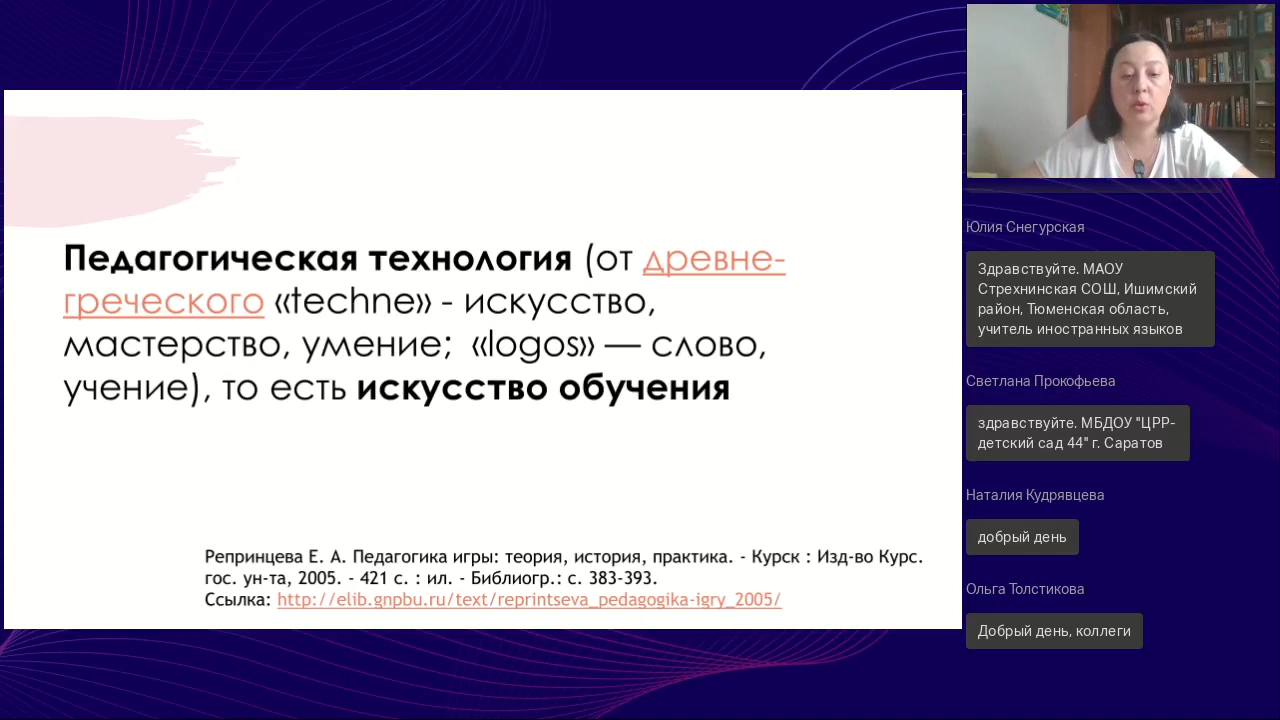 Педагогическая технология (от древне-
греческого «techne» - искусство,
мастерство, умение; «logos» — слово,
учение), то есть искусство обучения
Репринцева Е. А. Педагогика игры: теория, история, практика. - Курск : Изд-во Курс.
гос. ун-та, 2005. - 421 с. : ил. - Библиогр.: с. 383-393.
Ссылка: http://elib.gnpbu.ru/text/reprintseva_pedagogika-igry_2005/
Юлия Снегурская
Здравствуйте. МАОУ
Стрехнинская СОШ, Ишимский
район, Тюменская область,
учитель иностранных языков
Светлана Прокофьева
здравствуйте. МБДОУ "ЦРР-
детский сад 44" г. Саратов
Наталия Кудрявцева
добрый день
Ольга Толстикова
Добрый день, коллеги